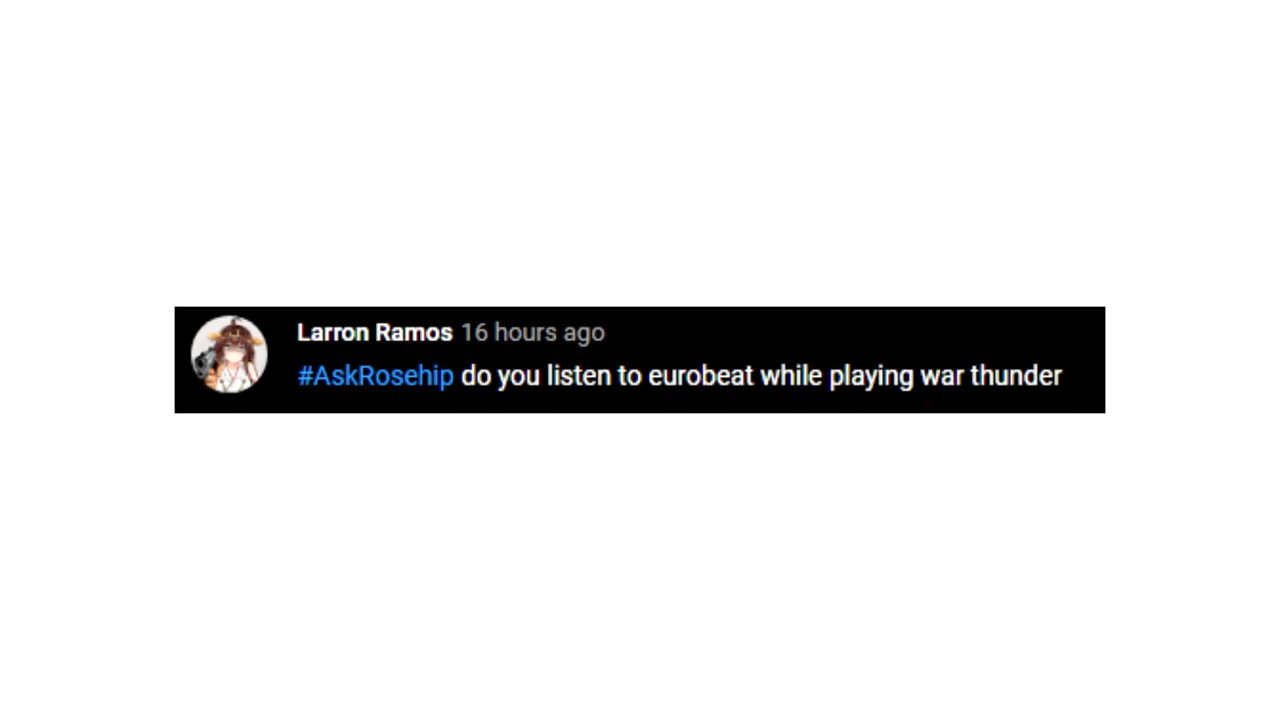 Larron Ramos 16 hours ago
#AskRosehip do you listen to eurobeat while playing war thunder